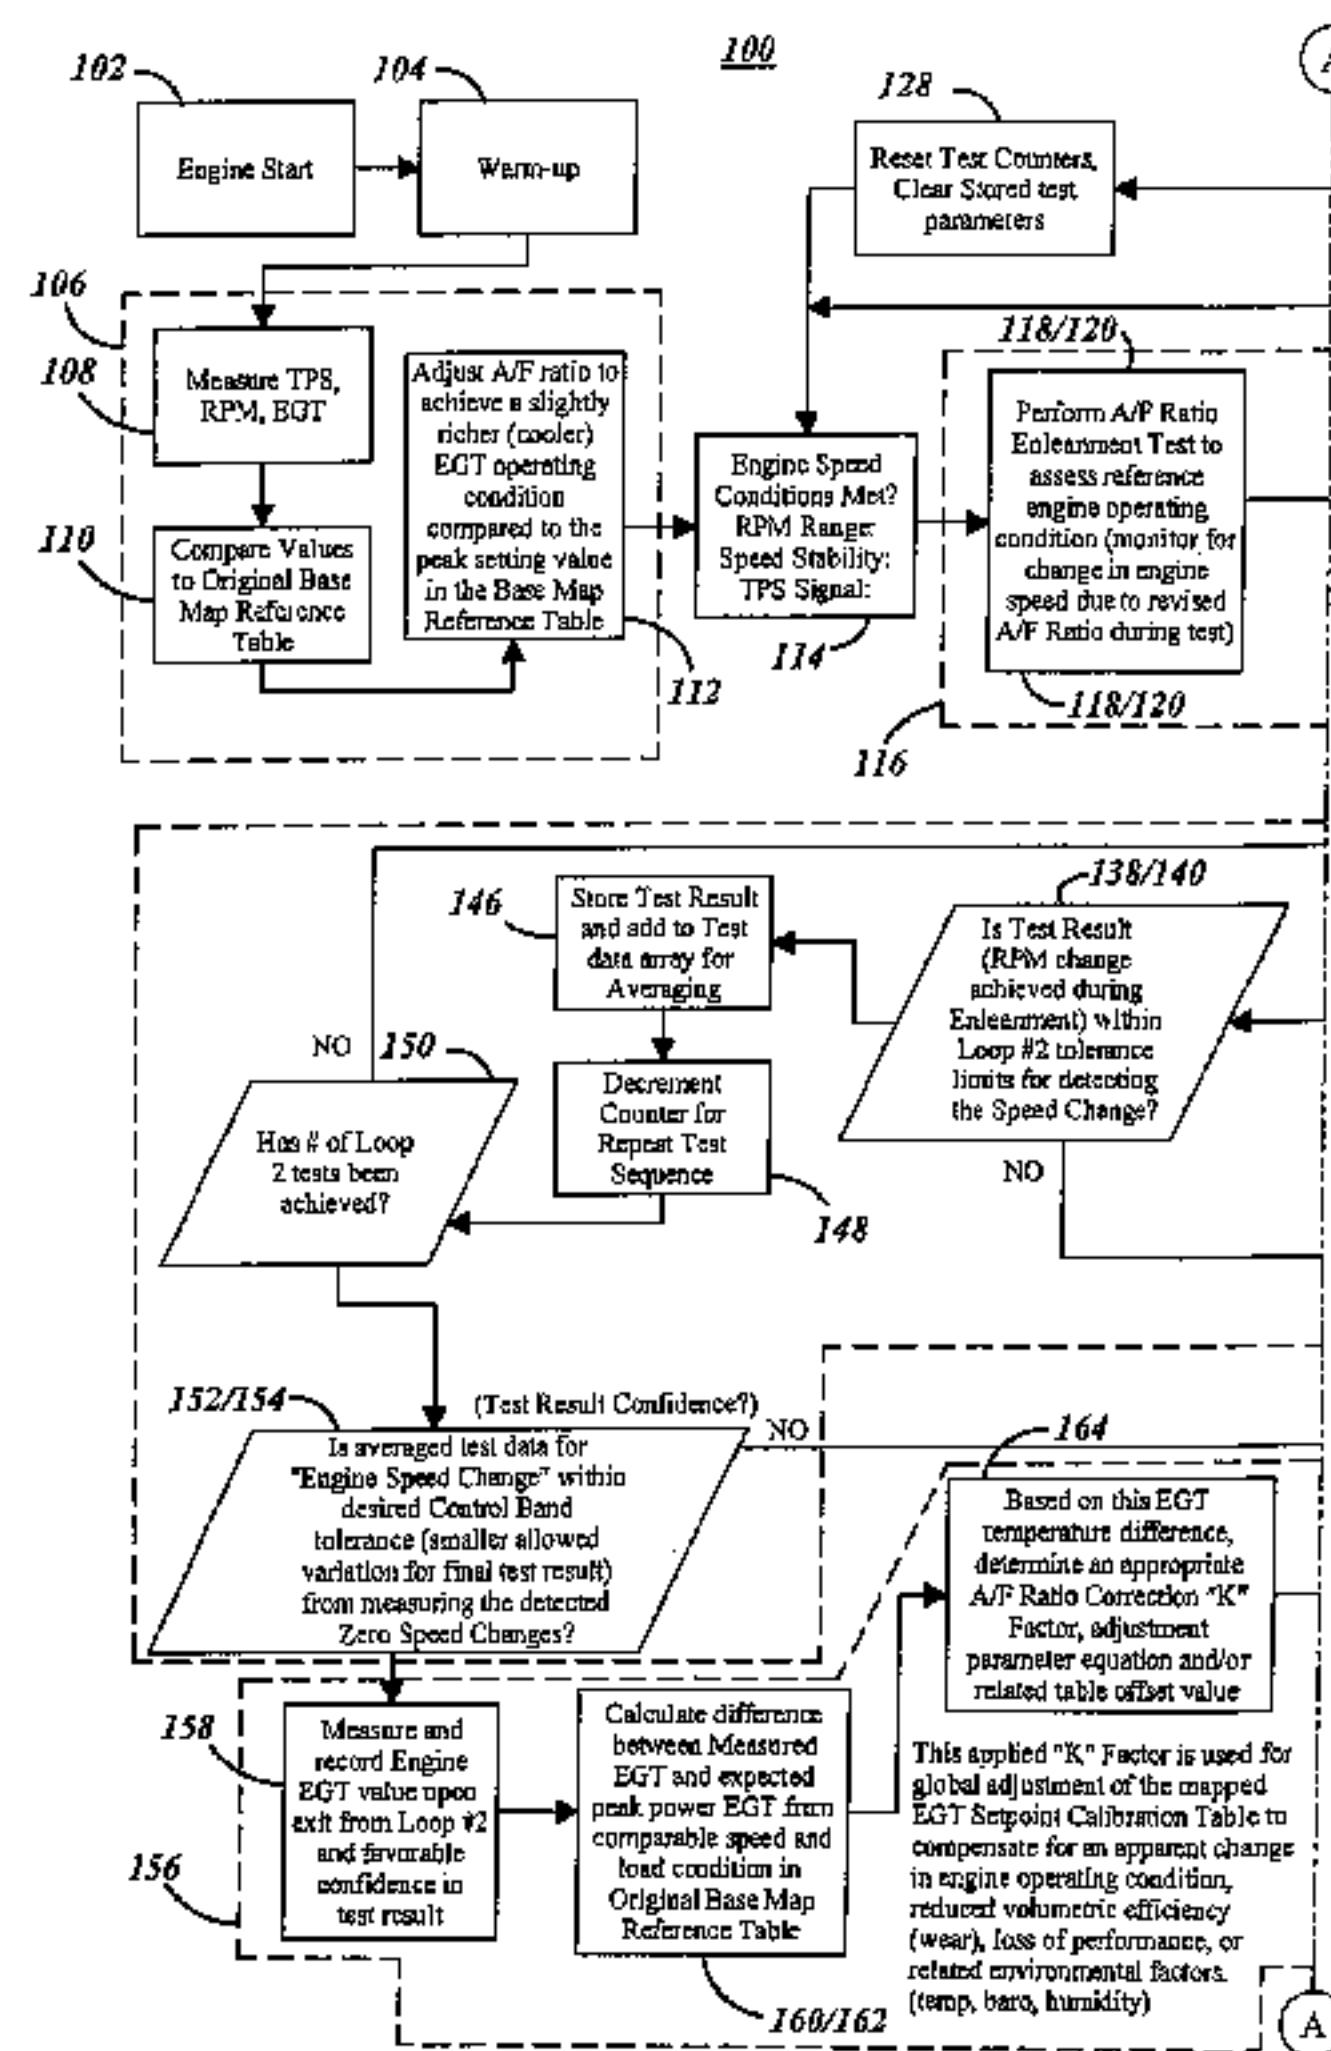 100
102
104
128
Engine Start
Warm-up
Reset Test Counters,
Clear Stored test
parameters
106
108
Measure TPS,
RPM, EGT
110
Compare Values
to Original Base
Map Reference
Table
Adjust A/F ratio to
achieve a slightly
richer (cooler)
EGT operating
condition
compared to the
peak setting value
in the Base Map
Reference Table
112
Engine Speed
Conditions Met?
RPM Range:
Speed Stability:
TPS Signal:
114
118/120
Perform A/F Ratio
Enleanment Test to
assess reference
engine operating
condition (monitor for
change in engine
speed due to revised
A/F Ratio during test)
118/120
116
138/140
Is Test Result
(RPM change
achieved during
Enleanment) within
Loop #2 tolerance
limits for detecting
the Speed Change?
NO
146
Store Test Result
and add to Test
data array for
Averaging
Decrement
Counter for
Repeat Test
Sequence
148
NO
150
Has # of Loop
2 tests been
achieved?
152/154
(Test Result Confidence?)
NO
Is averaged test data for
"Engine Speed Change" within
desired Control Band
tolerance (smaller allowed
variation for final test result)
from measuring the detected
Zero Speed Changes?
164
Based on this EGT
temperature difference,
determine an appropriate
A/F Ratio Correction "K"
Factor, adjustment
parameter equation and/or
related table offset value
158
Measure and
record Engine
EGT value upon
exit from Loop #2
and favorable
confidence in
test result
156
Calculate difference
between Measured
EGT and expected
peak power EGT from
comparable speed and
load condition in
Original Base Map
Reference Table
160/162
This applied "K" Factor is used for
global adjustment of the mapped
EGT Setpoint Calibration Table to
compensate for an apparent change
in engine operating condition,
reduced volumetric efficiency
(wear), loss of performance, or
related environmental factors.
(temp, baro, humidity)
A